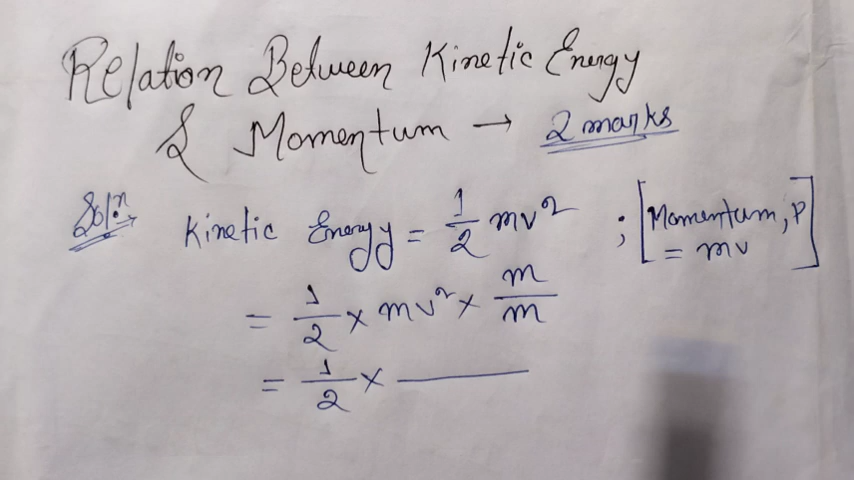 Relation Between Kinetic Energy
& Momentum → 2 marks
Solⁿ: Kinetic Energy = 1/2 mv² ; [Momentum, P = mv]
= 1/2 × mv² × m/m
= 1/2 × ———